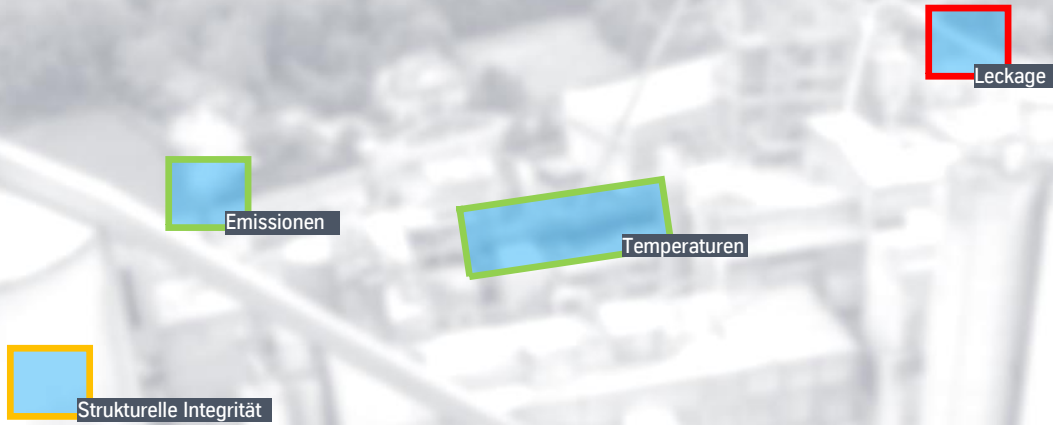 Leckage
Emissionen
Temperaturen
Strukturelle Integrität